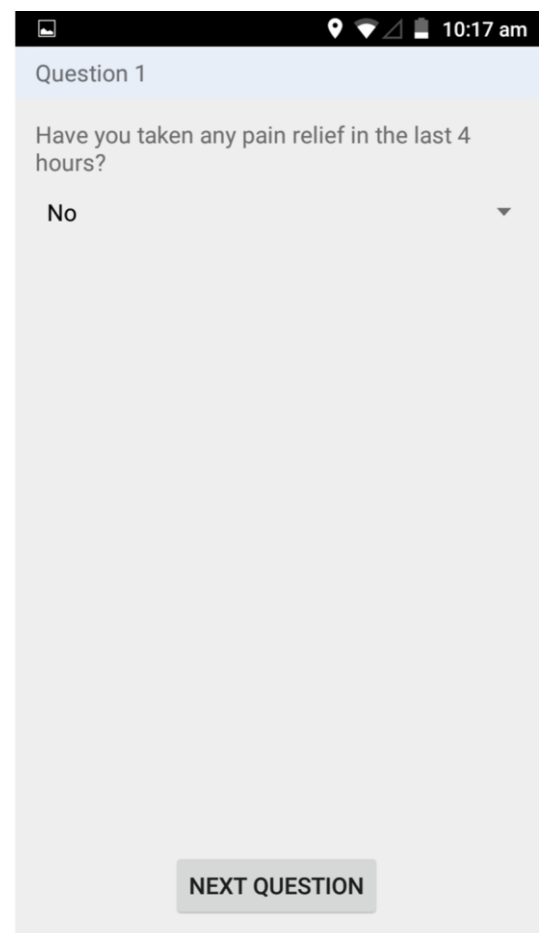 10:17 am
Question 1
Have you taken any pain relief in the last 4
hours?
No
NEXT QUESTION